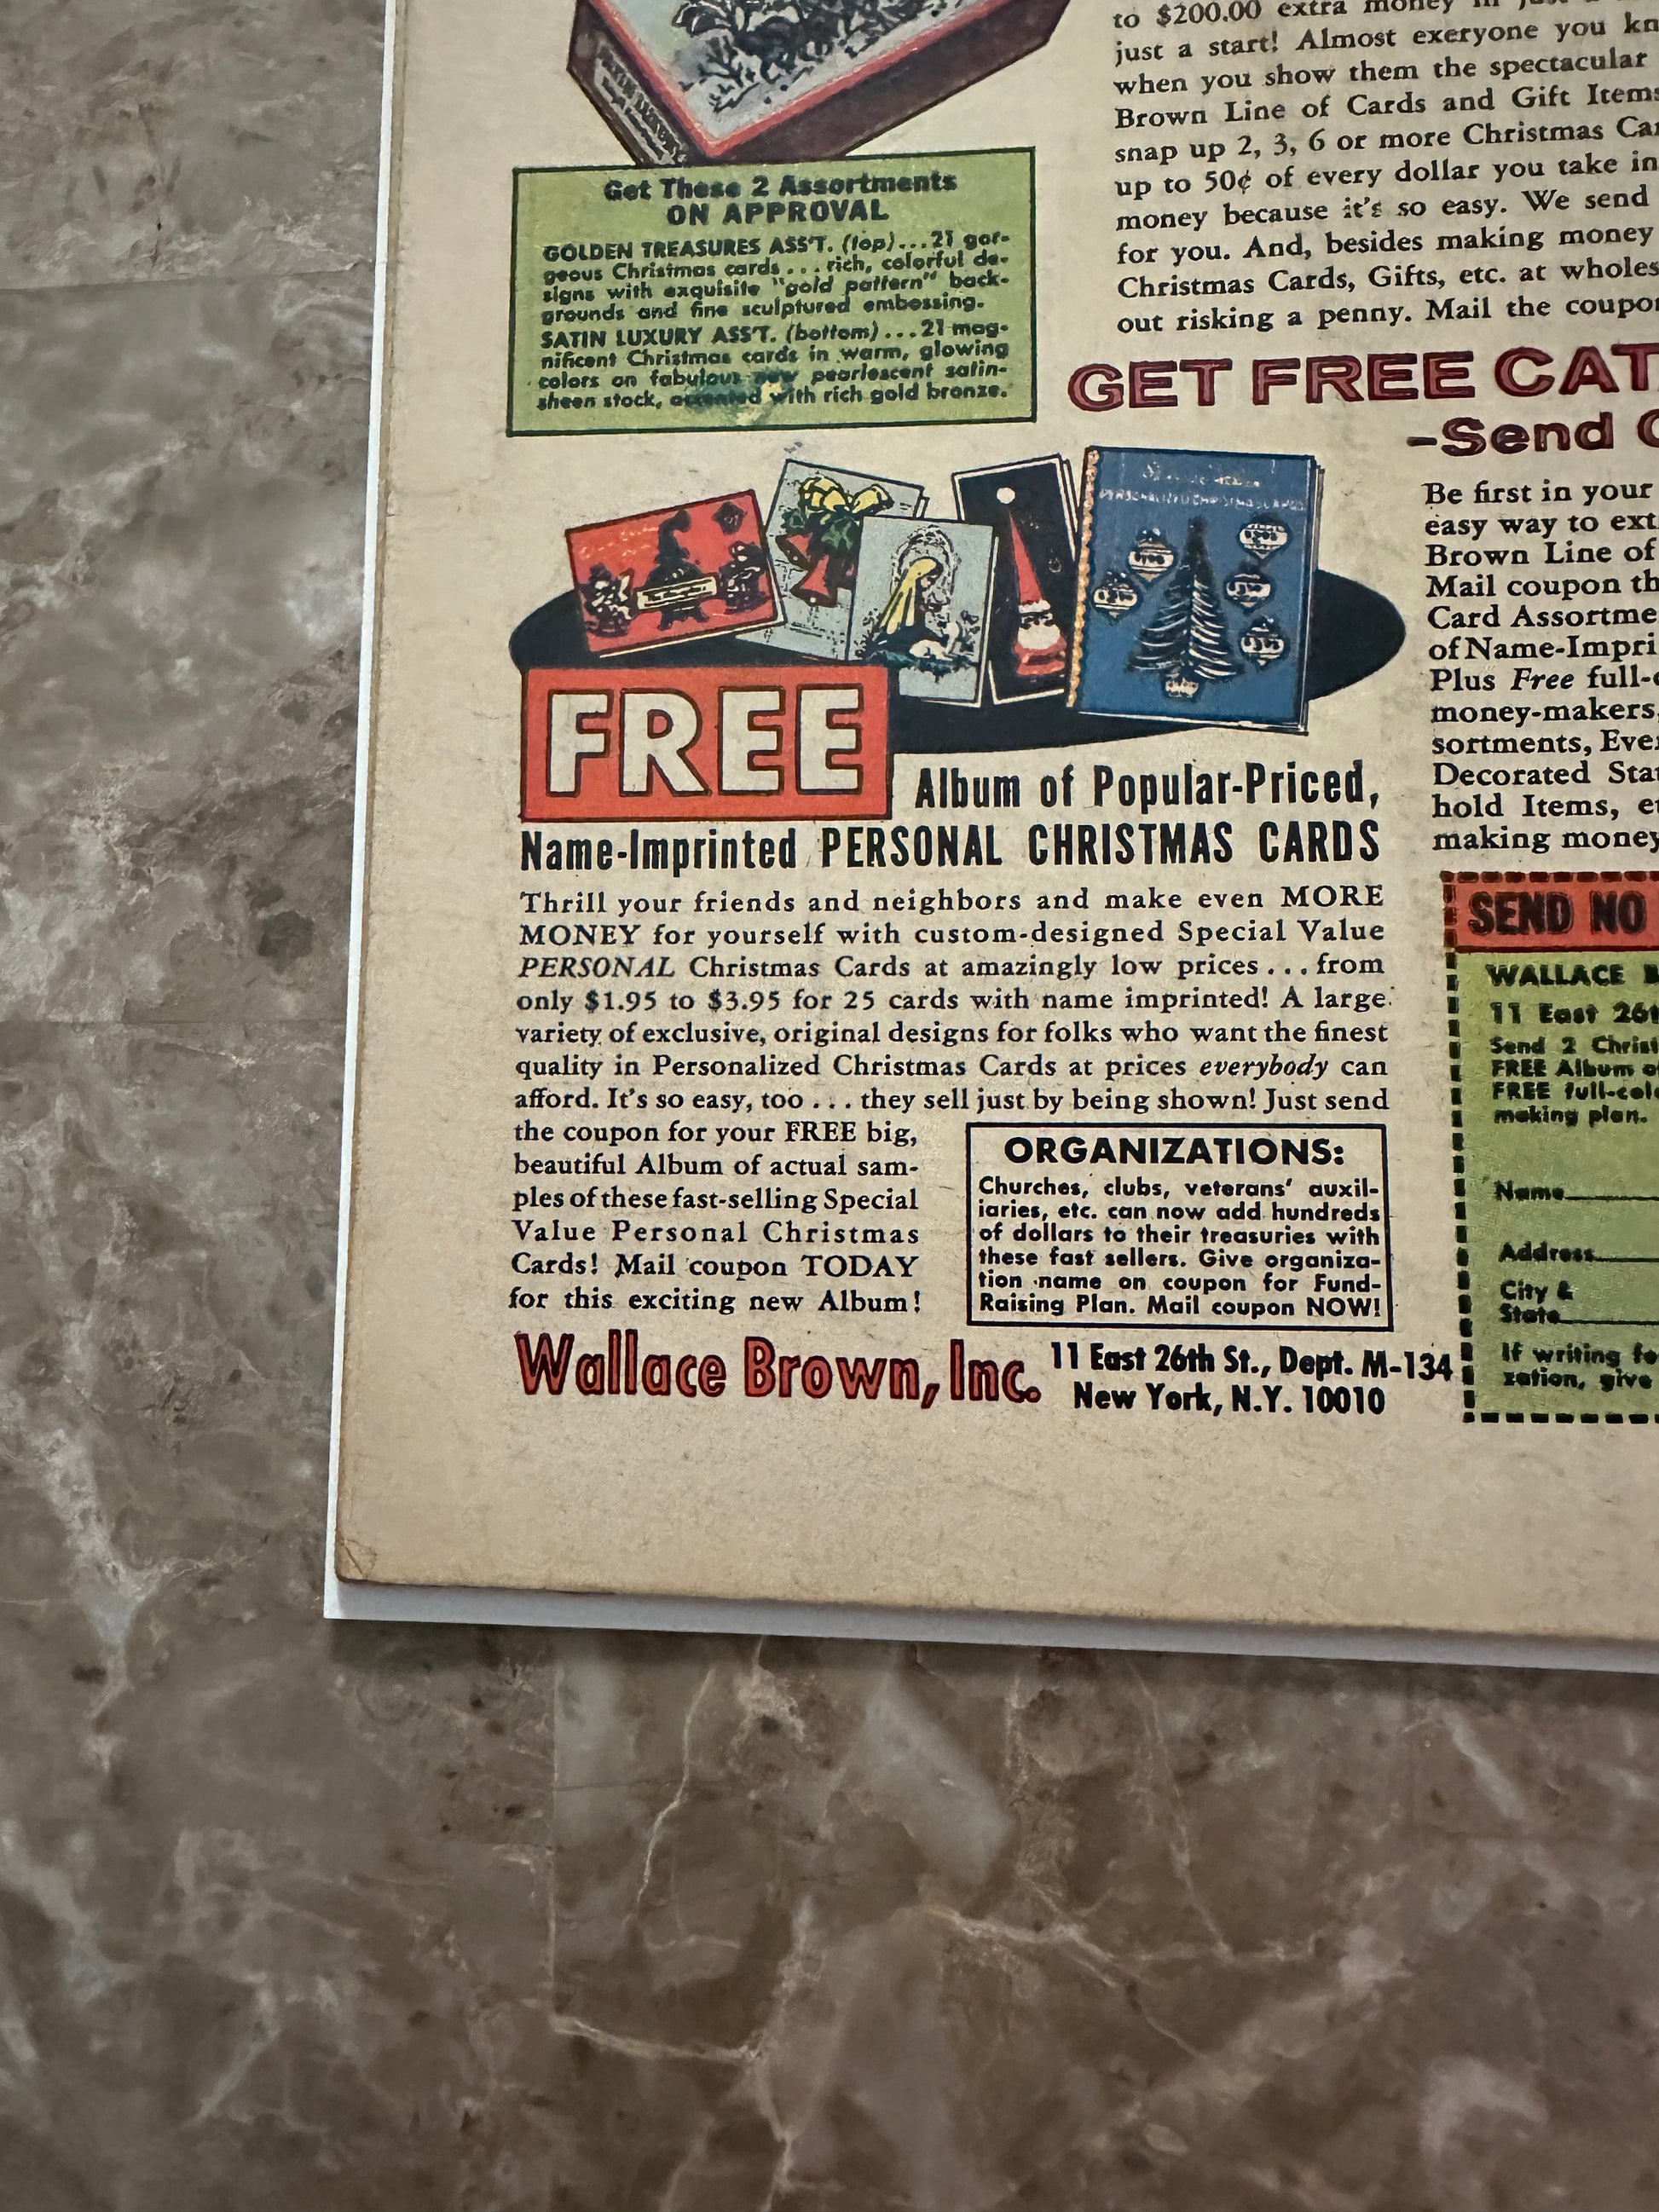 to $200.00 extra money in just a
just a start! Almost exeryone you kn
when you show them the spectacular
Brown Line of Cards and Gift Items
snap up 2, 3, 6 or more Christmas Car
up to 50¢ of every dollar you take in
money because it's so easy. We send
for you. And, besides making money
Christmas Cards, Gifts, etc. at wholes
out risking a penny. Mail the coupon
Get These 2 Assortments
ON APPROVAL
GOLDEN TREASURES ASS'T. (top)...21 gor-
geous Christmas cards...rich, colorful de-
signs with exquisite "gold pattern" back-
grounds and fine sculptured embossing.
SATIN LUXURY ASS'T. (bottom)...21 mag-
nificent Christmas cards in warm, glowing
colors on fabulous new pearlescent satin-
sheen stock, accented with rich gold bronze.
GET FREE CAT
-Send
PERSONALIZED CHRISTMAS CARDS
FREE
Album of Popular-Priced,
Name-Imprinted PERSONAL CHRISTMAS CARDS
Thrill your friends and neighbors and make even MORE
MONEY for yourself with custom-designed Special Value
PERSONAL Christmas Cards at amazingly low prices...from
only $1.95 to $3.95 for 25 cards with name imprinted! A large
variety of exclusive, original designs for folks who want the finest
quality in Personalized Christmas Cards at prices everybody can
afford. It's so easy, too...they sell just by being shown! Just send
the coupon for your FREE big,
beautiful Album of actual sam-
ples of these fast-selling Special
Value Personal Christmas
Cards! Mail coupon TODAY
for this exciting new Album!
ORGANIZATIONS:
Churches, clubs, veterans' auxil-
iaries, etc. can now add hundreds
of dollars to their treasuries with
these fast sellers. Give organiza-
tion name on coupon for Fund-
Raising Plan. Mail coupon NOW!
Wallace Brown, Inc.
11 East 26th St., Dept. M-134
New York, N.Y. 10010
Be first in your
easy way to ext
Brown Line of
Mail coupon th
Card Assortme
of Name-Impri
Plus Free full-c
money-makers,
sortments, Ever
Decorated Stat
hold Items, et
making money
SEND NO
WALLACE B
11 East 26t
Send 2 Christ
FREE Album of
FREE full-colo
making plan.
Name
Address
City &
State
If writing fo
zation, give